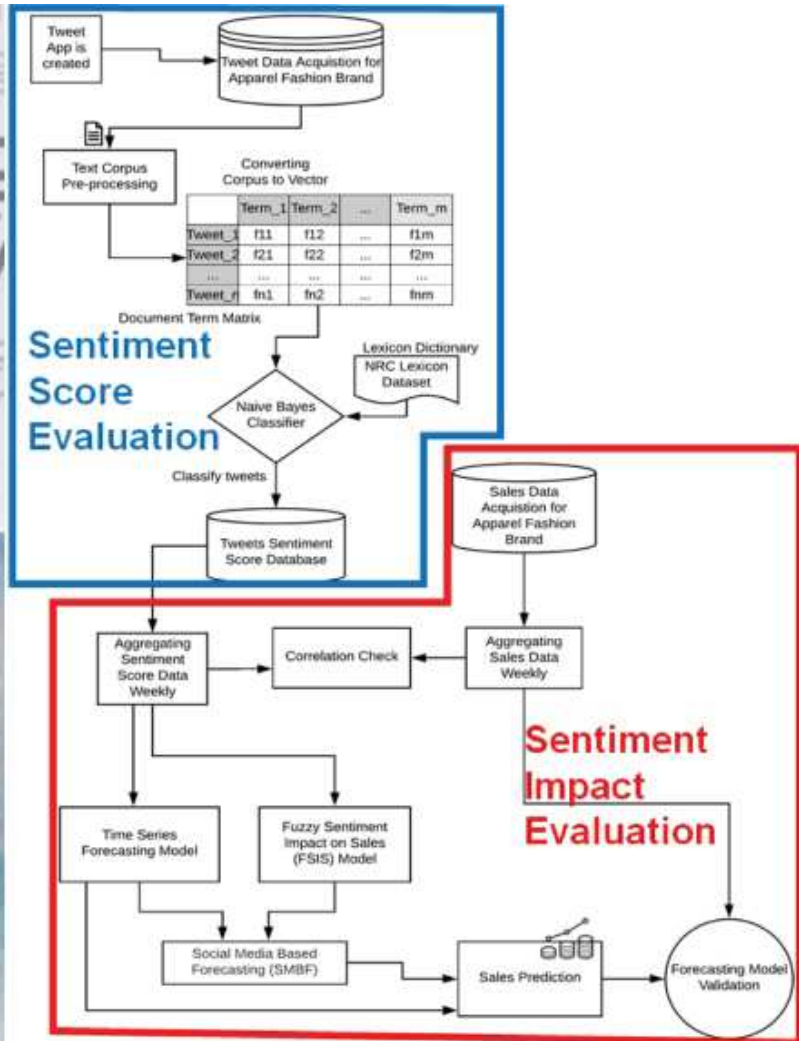 Tweet
App is
created
Tweet Data Acquistion for
Apparel Fashion Brand
Text Corpus
Pre-processing
Converting
Corpus to Vector
Term_1 Term_2 ... Term_m
Tweet_1 f11 f12 ... f1m
Tweet_2 f21 f22 ... f2m
... ... ... ... ...
Tweet_n fn1 fn2 ... fnm
Document Term Matrix
Sentiment
Score
Evaluation
Lexicon Dictionary
NRC Lexicon
Dataset
Naive Bayes
Classifier
Classify tweets
Tweets Sentiment
Score Database
Sales Data
Acquistion for
Apparel Fashion
Brand
Aggregating
Sentiment
Score Data
Weekly
Correlation Check
Aggregating
Sales Data
Weekly
Sentiment
Impact
Evaluation
Time Series
Forecasting Model
Fuzzy Sentiment
Impact on Sales
(FSIS) Model
Social Media Based
Forecasting (SMBF)
Sales Prediction
Forecasting Model
Validation